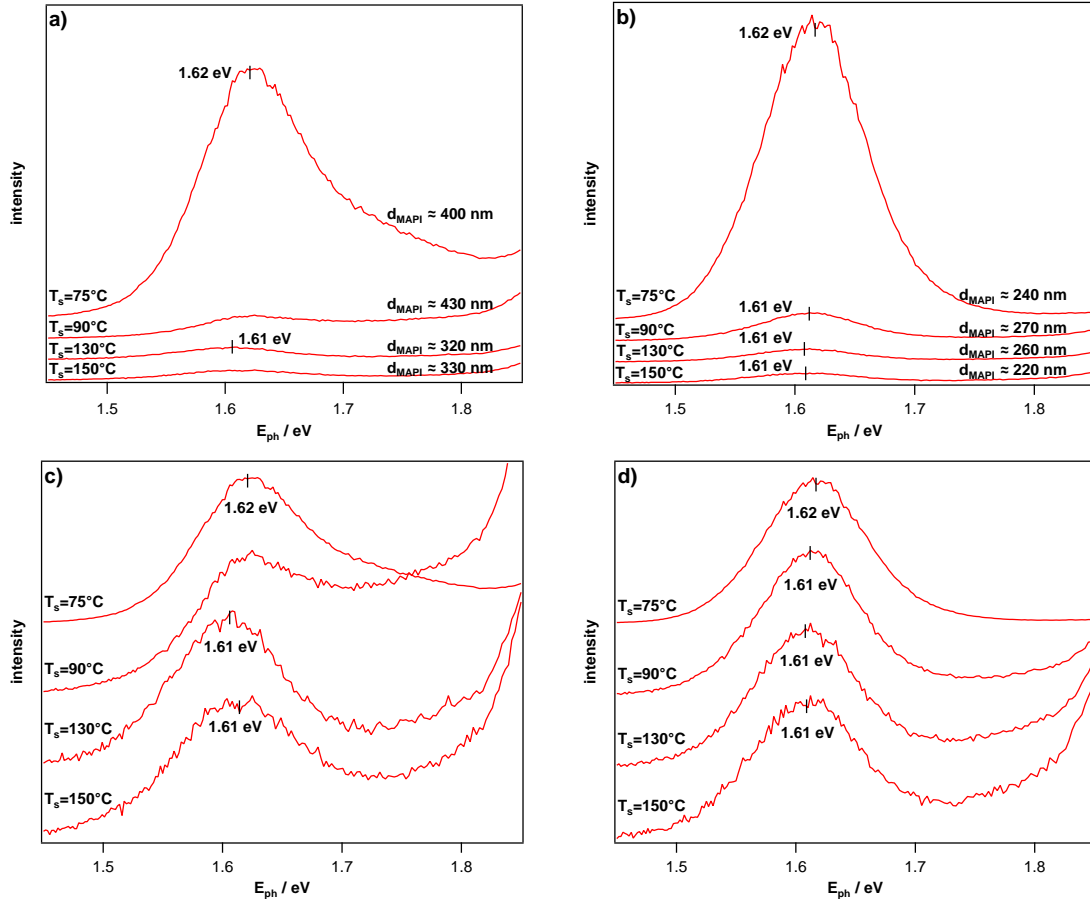 a)
1.62 eV
d_MAPI ≈ 400 nm
T_s=75°C
d_MAPI ≈ 430 nm
T_s=90°C
1.61 eV
T_s=130°C
d_MAPI ≈ 320 nm
T_s=150°C
d_MAPI ≈ 330 nm
intensity
1.5 1.6 1.7 1.8
E_ph / eV
b)
1.62 eV
T_s=75°C
1.61 eV
d_MAPI ≈ 240 nm
T_s=90°C
d_MAPI ≈ 270 nm
1.61 eV
T_s=130°C
d_MAPI ≈ 260 nm
1.61 eV
T_s=150°C
d_MAPI ≈ 220 nm
intensity
1.5 1.6 1.7 1.8
E_ph / eV
c)
1.62 eV
T_s=75°C
T_s=90°C
1.61 eV
T_s=130°C
1.61 eV
T_s=150°C
intensity
1.5 1.6 1.7 1.8
E_ph / eV
d)
1.62 eV
T_s=75°C
1.61 eV
T_s=90°C
1.61 eV
T_s=130°C
1.61 eV
T_s=150°C
intensity
1.5 1.6 1.7 1.8
E_ph / eV